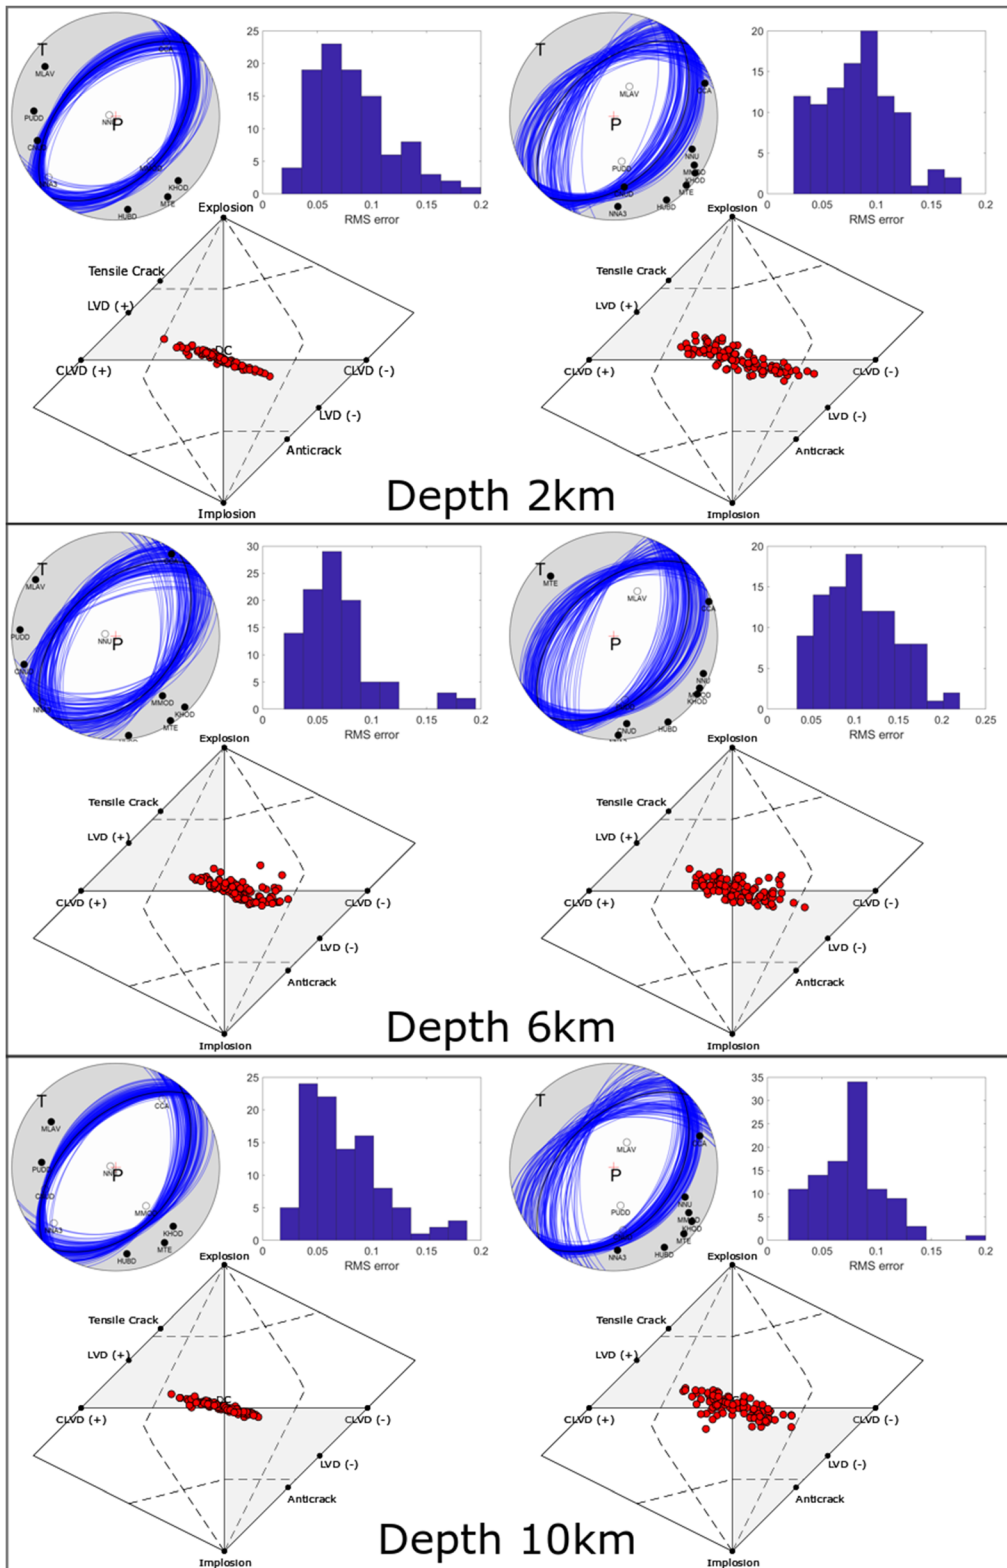 T
MLAV
PUDD
P
KHOD
MTE
HUBD
25
20
15
10
5
0
0 0.05 0.1 0.15 0.2
RMS error
T
MLAV
CCA
P
NNU
PUDD
KHOD
MTE
HUBD
NNA3
20
15
10
5
0
0 0.05 0.1 0.15 0.2
RMS error
Explosion
Tensile Crack
LVD (+)
DC
CLVD (+)
CLVD (-)
LVD (-)
Anticrack
Implosion
Explosion
Tensile Crack
LVD (+)
CLVD (+)
CLVD (-)
LVD (-)
Anticrack
Implosion
Depth 2km
T
MLAV
PUDD
NNU
P
MMOD
KHOD
MTE
30
25
20
15
10
5
0
0 0.05 0.1 0.15 0.2
RMS error
T
MTE
MLAV
CCA
P
NNU
KHOD
CNUD
HUBD
20
15
10
5
0
0 0.05 0.1 0.15 0.2 0.25
RMS error
Explosion
Tensile Crack
LVD (+)
CLVD (+)
CLVD (-)
LVD (-)
Anticrack
Implosion
Explosion
Tensile Crack
LVD (+)
CLVD (+)
CLVD (-)
LVD (-)
Anticrack
Implosion
Depth 6km
T
CCA
MLAV
PUDD
P
NNA3
KHOD
MTE
HUBD
25
20
15
10
5
0
0 0.05 0.1 0.15 0.2
RMS error
T
CCA
MLAV
P
NNU
PUDD
KHOD
MTE
NNA3
HUBD
35
30
25
20
15
10
5
0
0 0.05 0.1 0.15 0.2
RMS error
Explosion
Tensile Crack
LVD (+)
CLVD (+)
CLVD (-)
LVD (-)
Anticrack
Implosion
Explosion
Tensile Crack
LVD (+)
CLVD (+)
CLVD (-)
LVD (-)
Anticrack
Implosion
Depth 10km